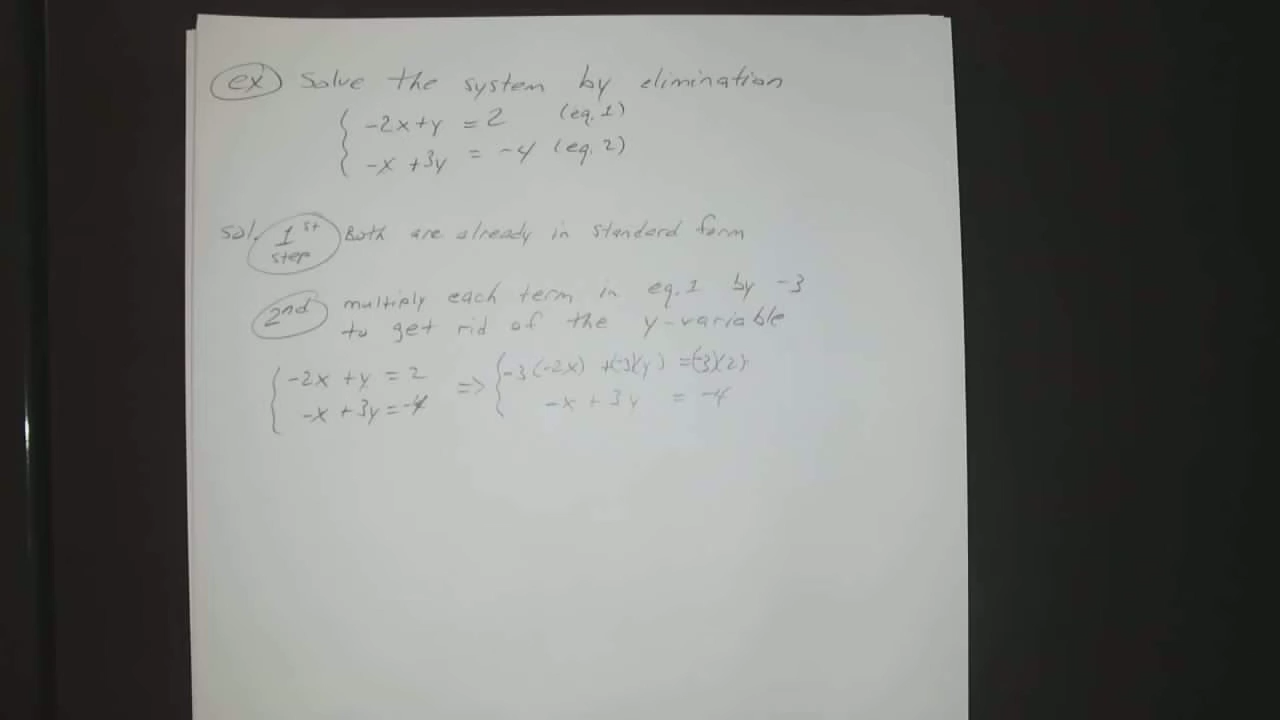 ex Solve the system by elimination
-2x+y = 2 (eq. 1)
-x +3y = -4 (eq. 2)
Sol. 1st step Both are already in standard form
2nd multiply each term in eq. 1 by -3
to get rid of the y-variable
{ -2x + y = 2 => { -3(-2x) +(-3)(y) = (-3)(2)
-x + 3y = -4 -x + 3y = -4